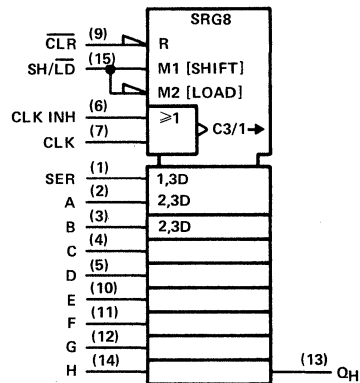 SRG8
CLR (9) R
SH/LD (15) M1 [SHIFT]
M2 [LOAD]
CLK INH (6) ≥1
CLK (7) C3/1→
SER (1) 1,3D
A (2) 2,3D
B (3) 2,3D
C (4)
D (5)
E (10)
F (11)
G (12)
H (14) (13) QH